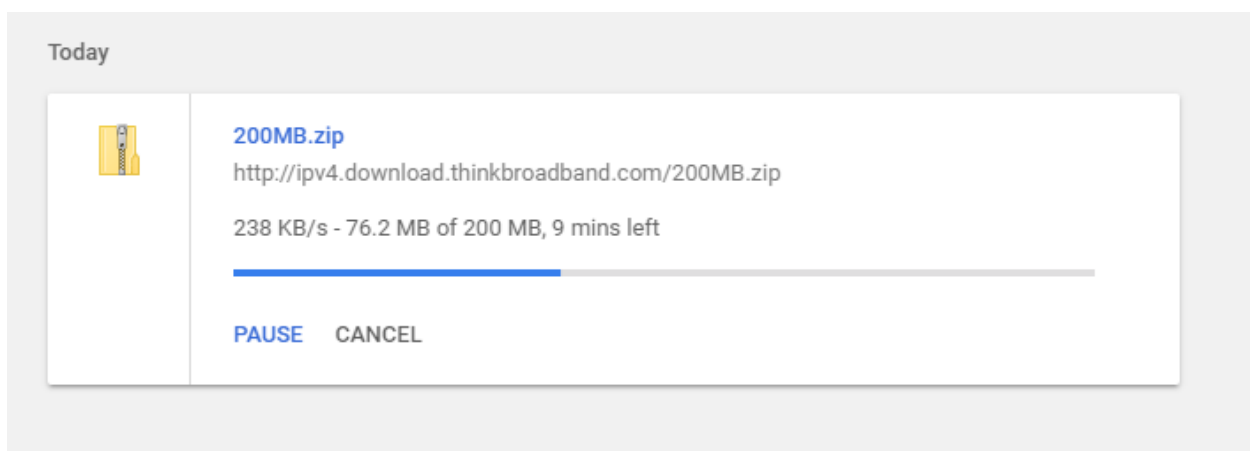 Today
200MB.zip
http://ipv4.download.thinkbroadband.com/200MB.zip
238 KB/s - 76.2 MB of 200 MB, 9 mins left
PAUSE CANCEL